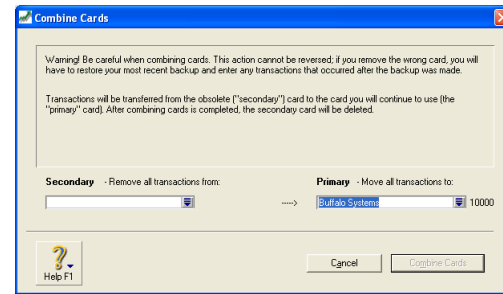 Combine Cards
Warning! Be careful when combining cards. This action cannot be reversed; if you remove the wrong card, you will
have to restore your most recent backup and enter any transactions that occurred after the backup was made.
Transactions will be transferred from the obsolete ("secondary") card to the card you will continue to use (the
"primary" card). After combining cards is completed, the secondary card will be deleted.
Secondary - Remove all transactions from: Primary - Move all transactions to:
----> Buffalo Systems 10000
Help F1 Cancel Combine Cards